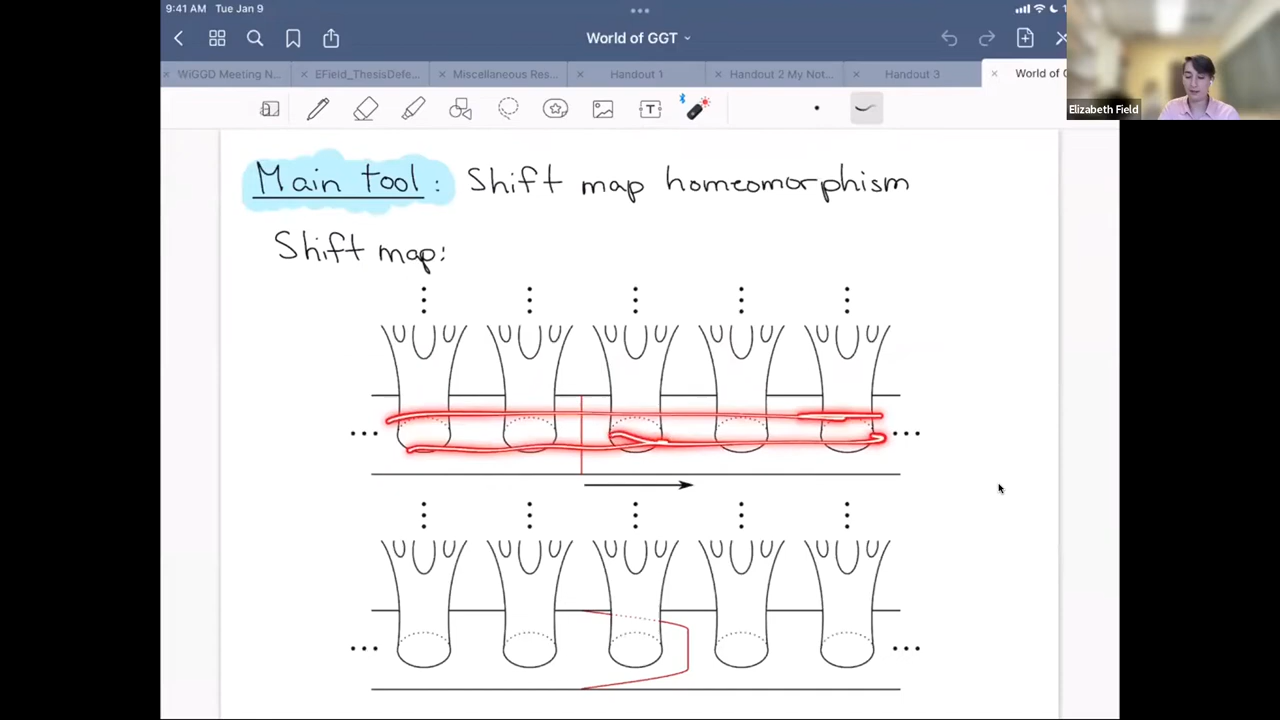 9:41 AM Tue Jan 9
World of GGT
WiGGD Meeting N...
EField_ThesisDefe...
Miscellaneous Res...
Handout 1
Handout 2 My Not...
Handout 3
World of G
Elizabeth Field
Main tool: Shift map homeomorphism
Shift map: